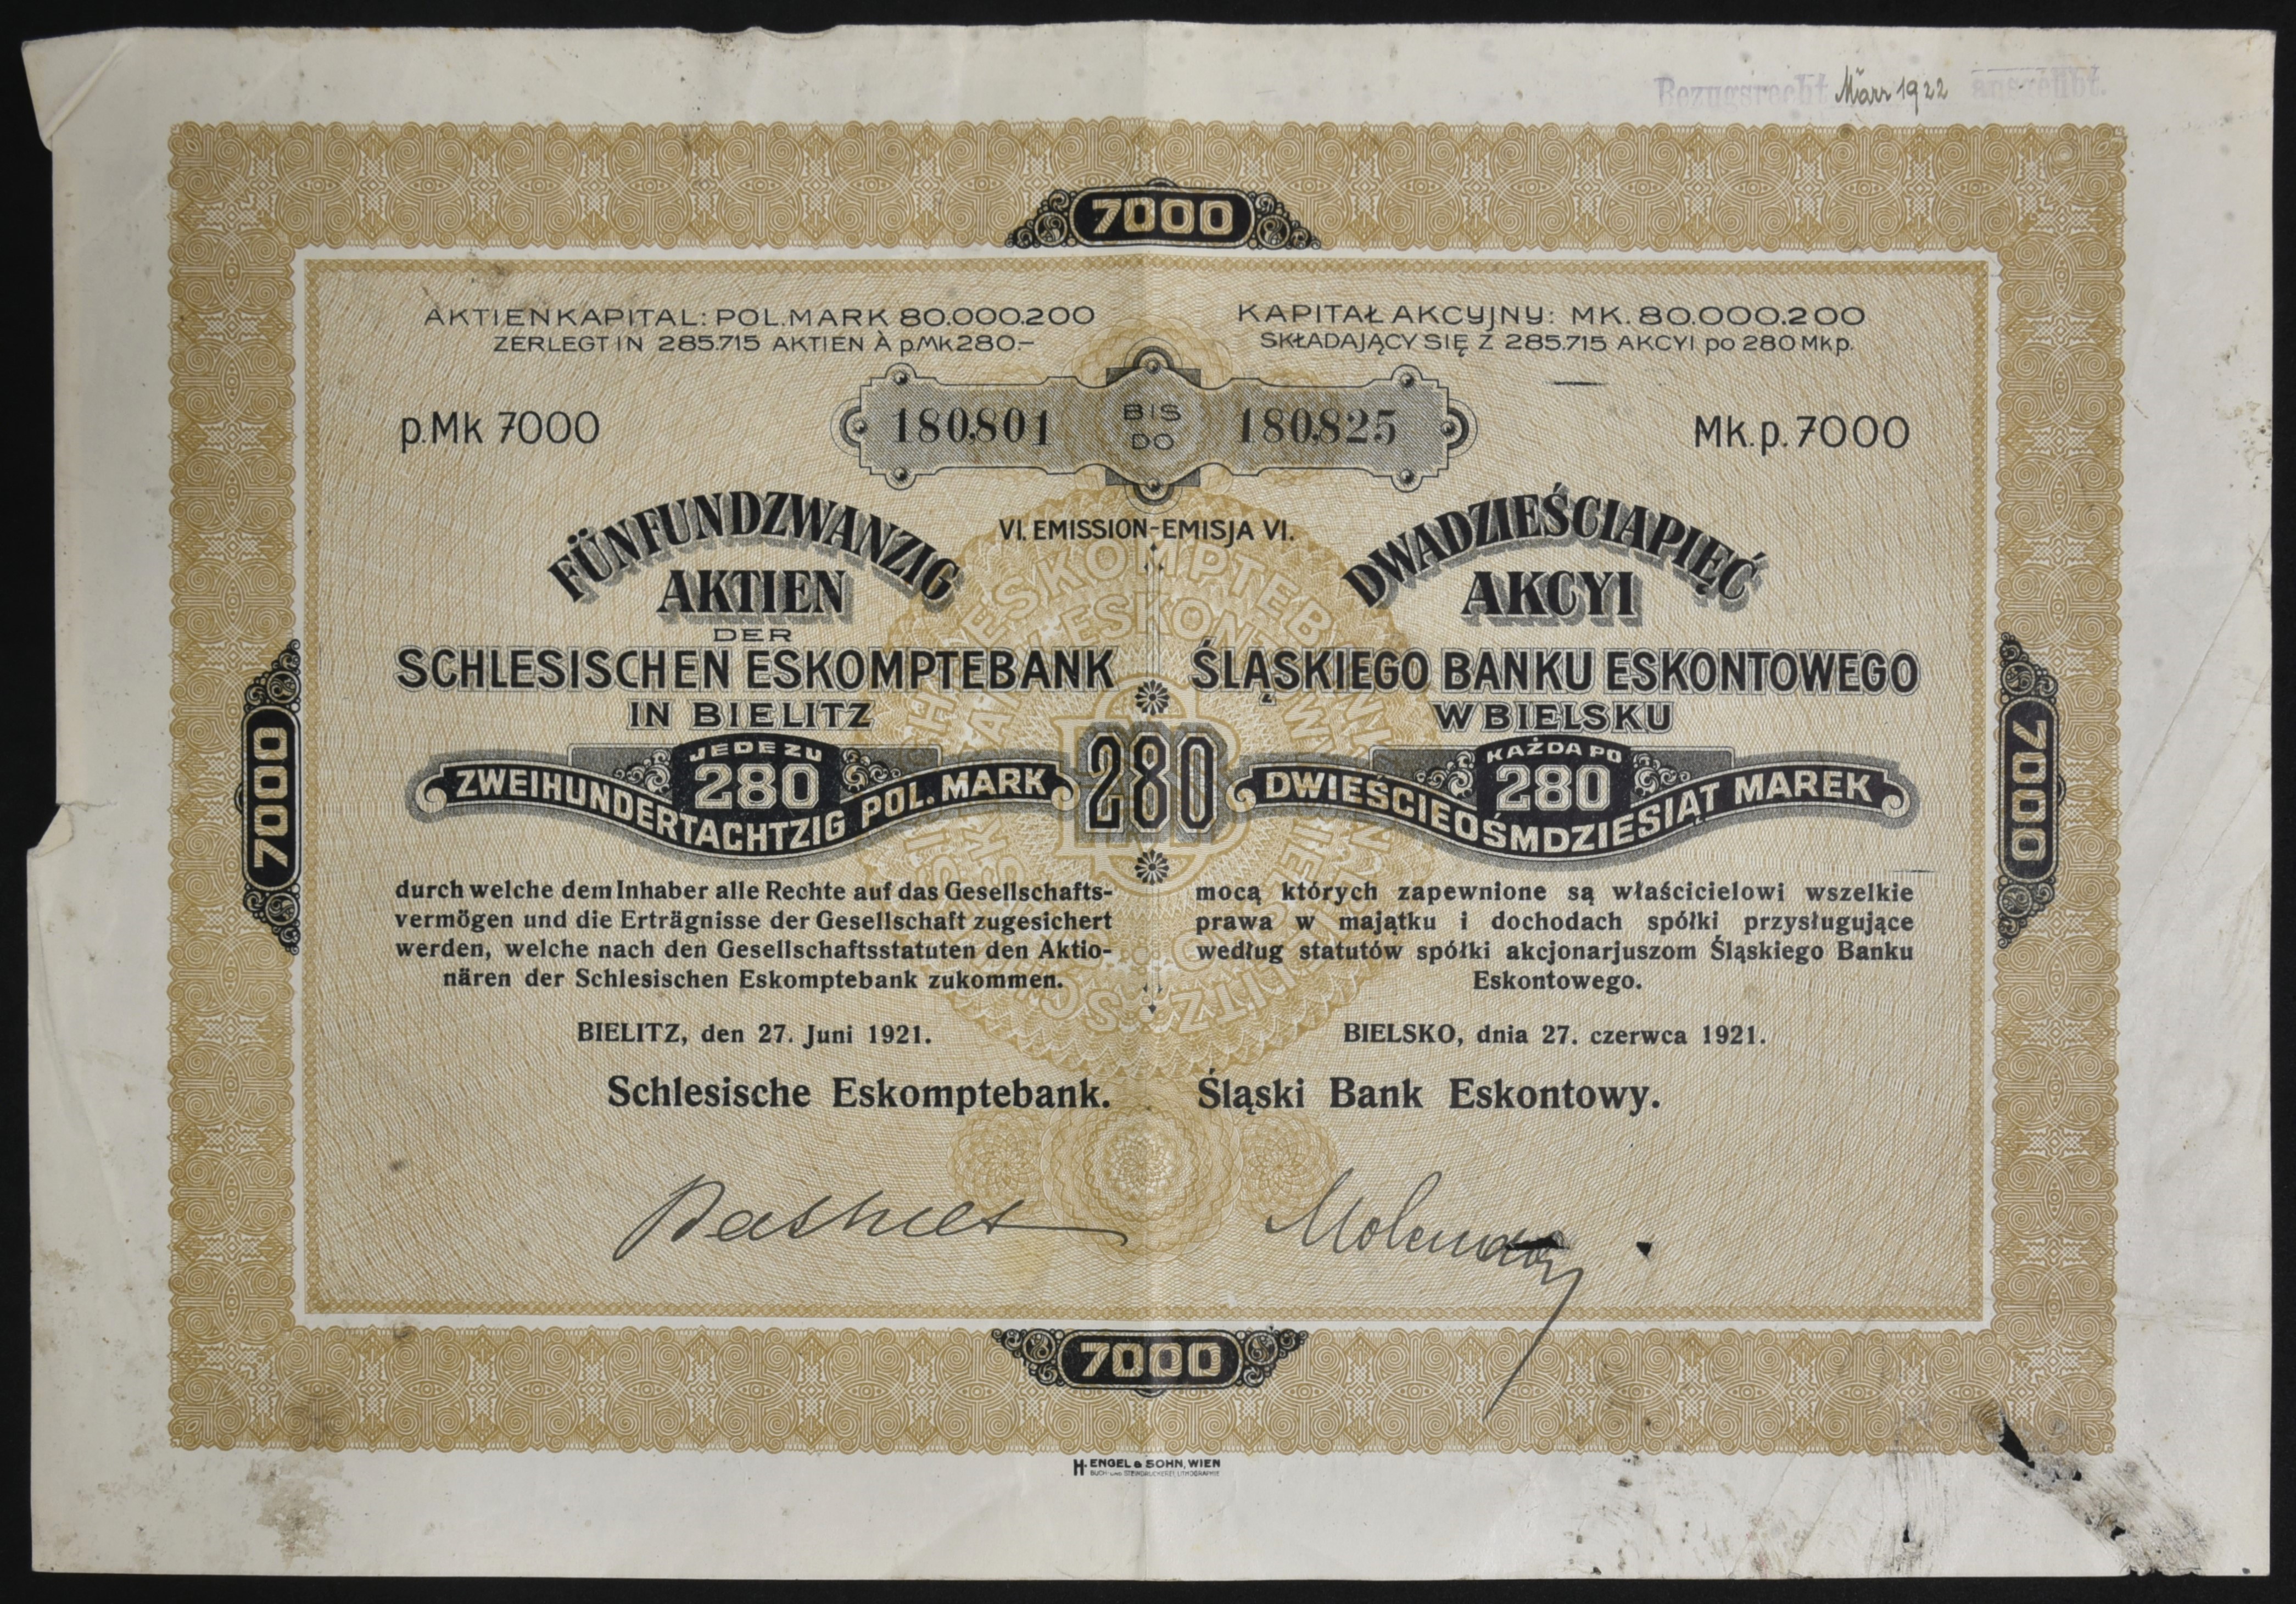 Bezugsrecht März 1922 ausgeübt.
7000
AKTIENKAPITAL: POL. MARK 80.000.200
ZERLEGT IN 285.715 AKTIEN À p.Mk 280.–
KAPITAŁ AKCYJNY: MK. 80.000.200
SKŁADAJĄCY SIĘ Z 285.715 AKCYI po 280 Mkp.
p.Mk 7000
180,801 BIS DO 180,825
Mk.p. 7000
VI. EMISSION-EMISJA VI.
FÜNFUNDZWANZIG
AKTIEN
DER
SCHLESISCHEN ESKOMPTEBANK
IN BIELITZ
JEDE ZU
280
ZWEIHUNDERTACHTZIG POL. MARK
280
DWADZIEŚCIAPIĘĆ
AKCYI
ŚLĄSKIEGO BANKU ESKONTOWEGO
W BIELSKU
KAŻDA PO
280
DWIEŚCIEOŚMDZIESIĄT MAREK
7000
7000
durch welche dem Inhaber alle Rechte auf das Gesellschafts-
vermögen und die Erträgnisse der Gesellschaft zugesichert
werden, welche nach den Gesellschaftsstatuten den Aktio-
nären der Schlesischen Eskomptebank zukommen.
BIELITZ, den 27. Juni 1921.
Schlesische Eskomptebank.
mocą których zapewnione są właścicielowi wszelkie
prawa w majątku i dochodach spółki przysługujące
według statutów spółki akcjonarjuszom Śląskiego Banku
Eskontowego.
BIELSKO, dnia 27. czerwca 1921.
Śląski Bank Eskontowy.
7000
H. ENGEL & SOHN, WIEN
BUCH- UND STEINDRUCKEREI, LITHOGRAPHIE